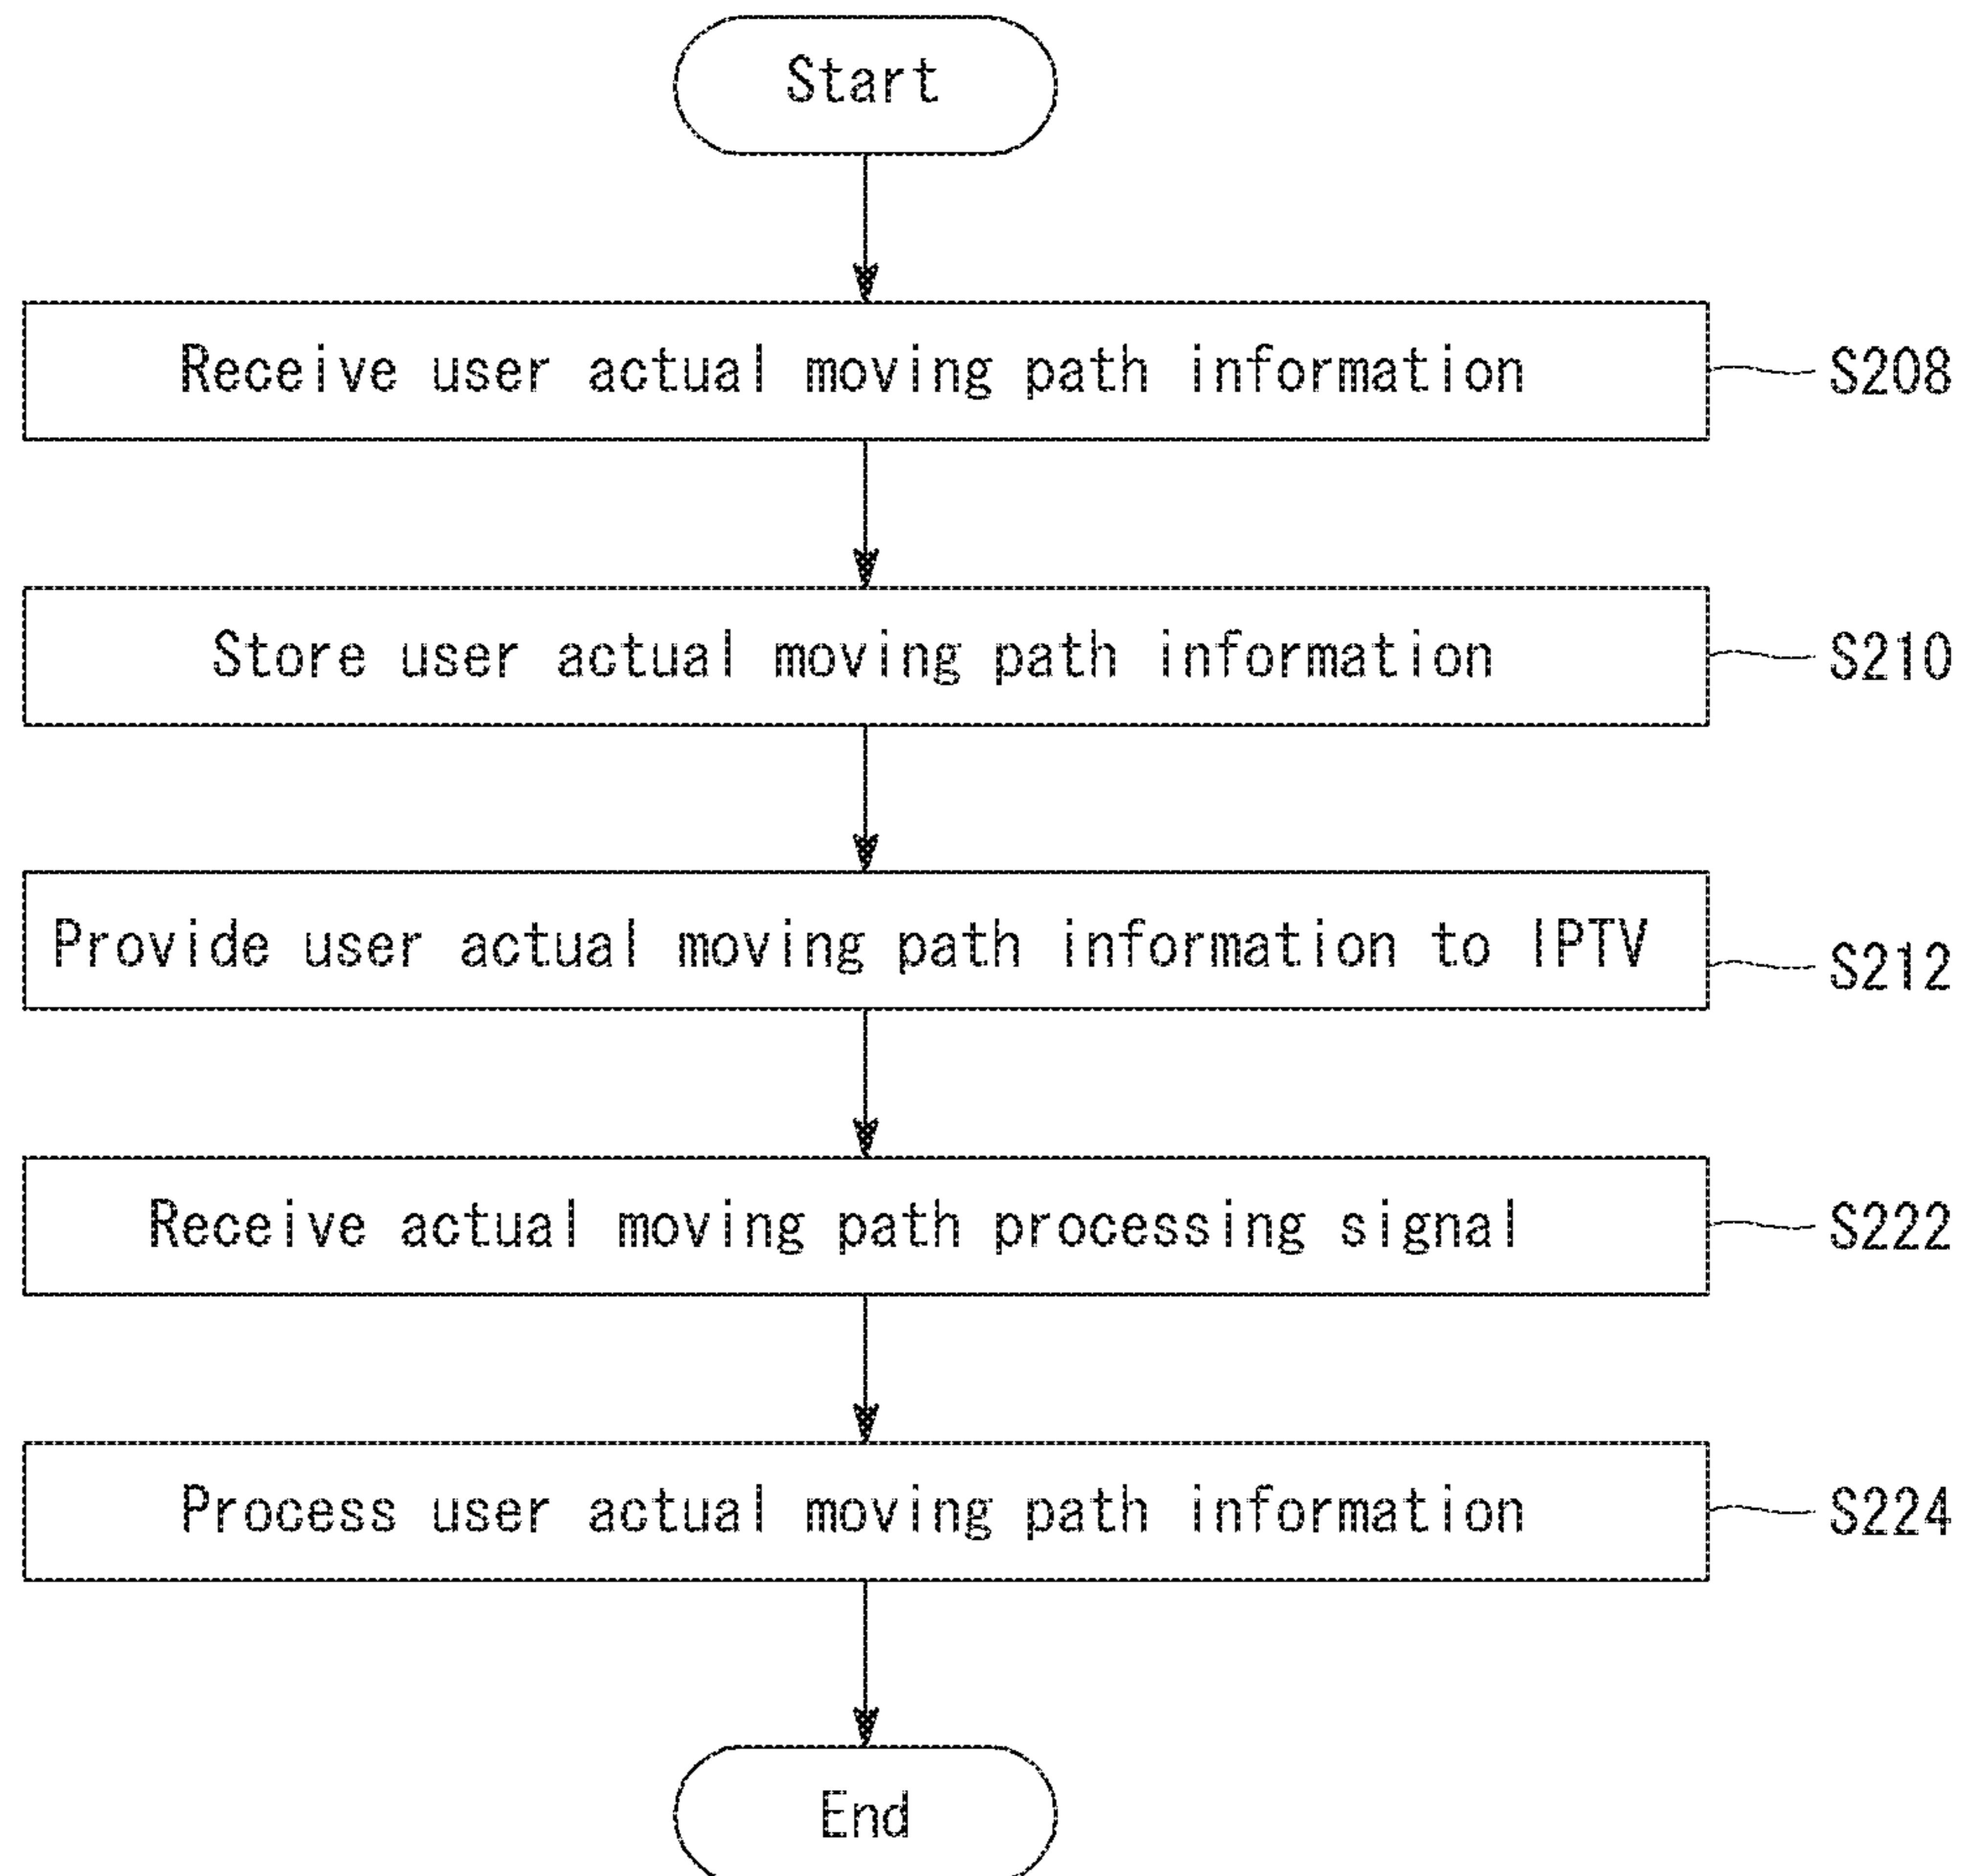 Start
Receive user actual moving path information
S208
Store user actual moving path information
S210
Provide user actual moving path information to IPTV
S212
Receive actual moving path processing signal
S222
Process user actual moving path information
S224
End